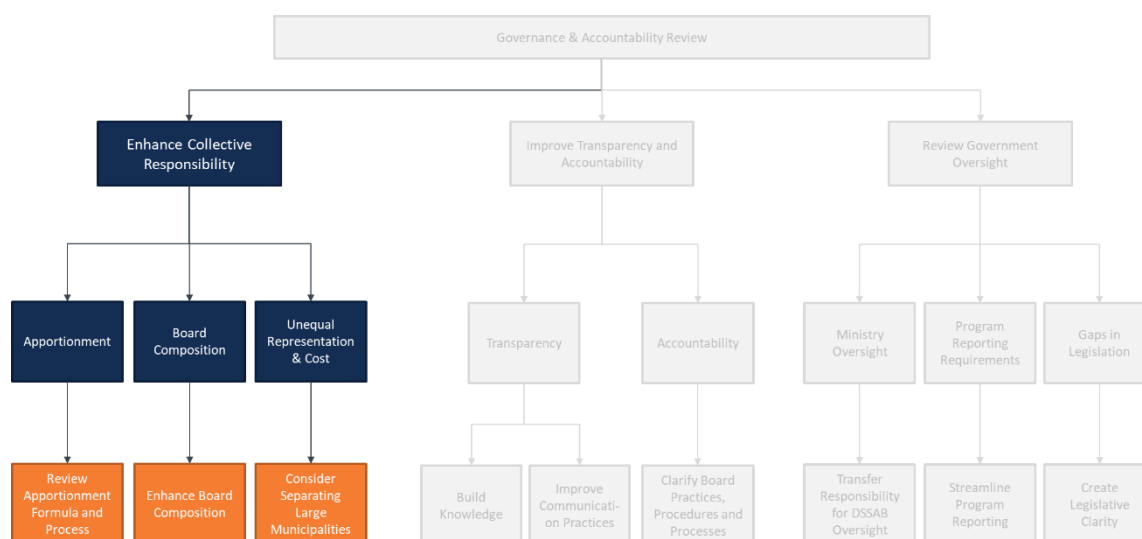 Governance & Accountability Review
Enhance Collective
Responsibility
Improve Transparency and
Accountability
Review Government
Oversight
Apportionment
Board
Composition
Unequal
Representation
& Cost
Transparency
Accountability
Ministry
Oversight
Program
Reporting
Requirements
Gaps in
Legislation
Review
Apportionment
Formula and
Process
Enhance Board
Composition
Consider
Separating
Large
Municipalities
Build
Knowledge
Improve
Communicati-
on Practices
Clarify Board
Practices,
Procedures and
Processes
Transfer
Responsibility
for DSSAB
Oversight
Streamline
Program
Reporting
Create
Legislative
Clarity